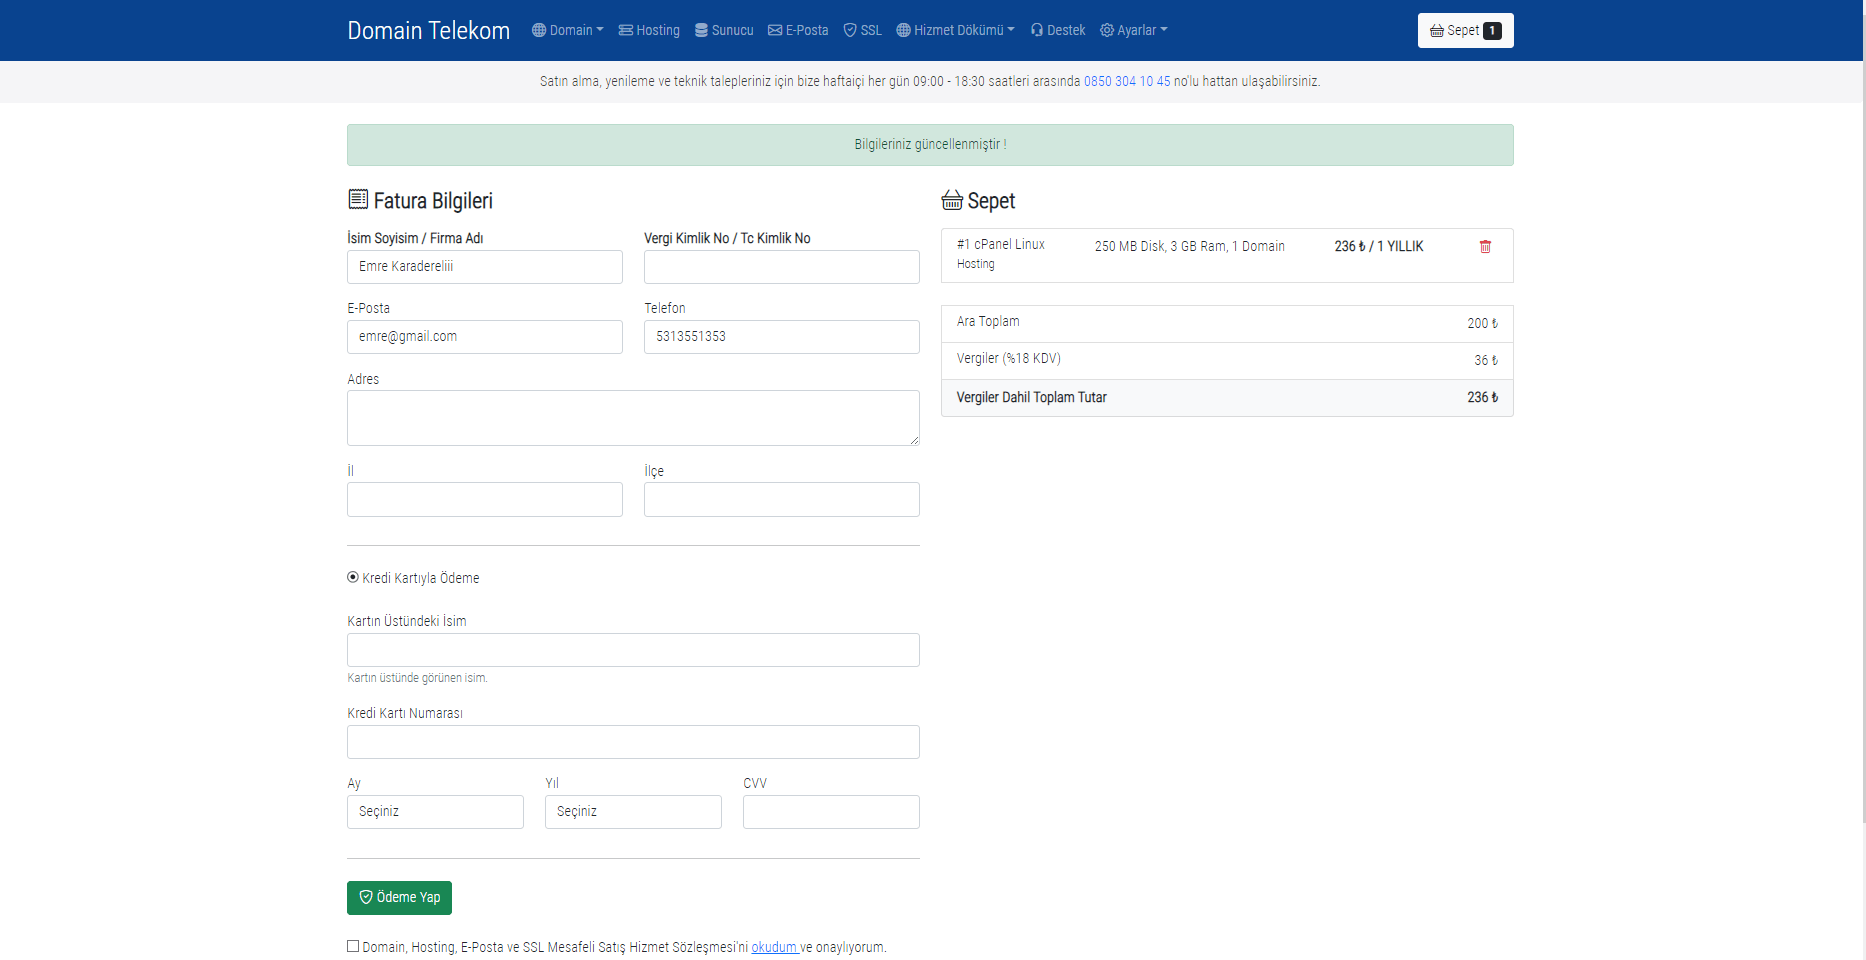 Domain Telekom Domain Hosting Sunucu E-Posta SSL Hizmet Dökümü Destek Ayarlar Sepet 1
Satın alma, yenileme ve teknik talepleriniz için bize haftaiçi her gün 09:00 - 18:30 saatleri arasında 0850 304 10 45 no'lu hattan ulaşabilirsiniz.
Bilgileriniz güncellenmiştir !
Fatura Bilgileri
İsim Soyisim / Firma Adı Vergi Kimlik No / Tc Kimlik No
Emre Karadereliii
E-Posta Telefon
emre@gmail.com 5313551353
Adres
İl İlçe
Kredi Kartıyla Ödeme
Kartın Üstündeki İsim
Kartın üstünde görünen isim.
Kredi Kartı Numarası
Ay Yıl CVV
Seçiniz Seçiniz
Ödeme Yap
Domain, Hosting, E-Posta ve SSL Mesafeli Satış Hizmet Sözleşmesi'ni okudum ve onaylıyorum.
Sepet
#1 cPanel Linux 250 MB Disk, 3 GB Ram, 1 Domain 236 ₺ / 1 YILLIK
Hosting
Ara Toplam 200 ₺
Vergiler (%18 KDV) 36 ₺
Vergiler Dahil Toplam Tutar 236 ₺